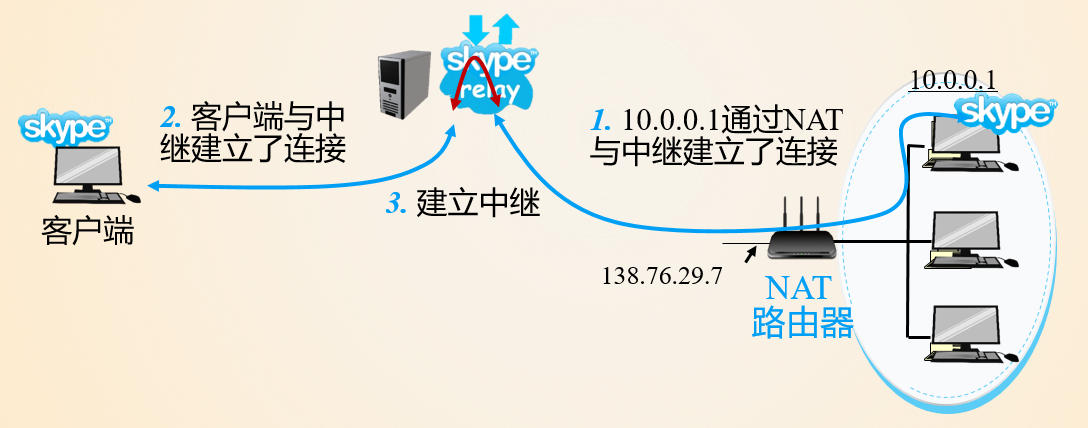 skype
relay
10.0.0.1
skype
skype
2. 客户端与中
继建立了连接
1. 10.0.0.1通过NAT
与中继建立了连接
3. 建立中继
客户端
138.76.29.7
NAT
路由器